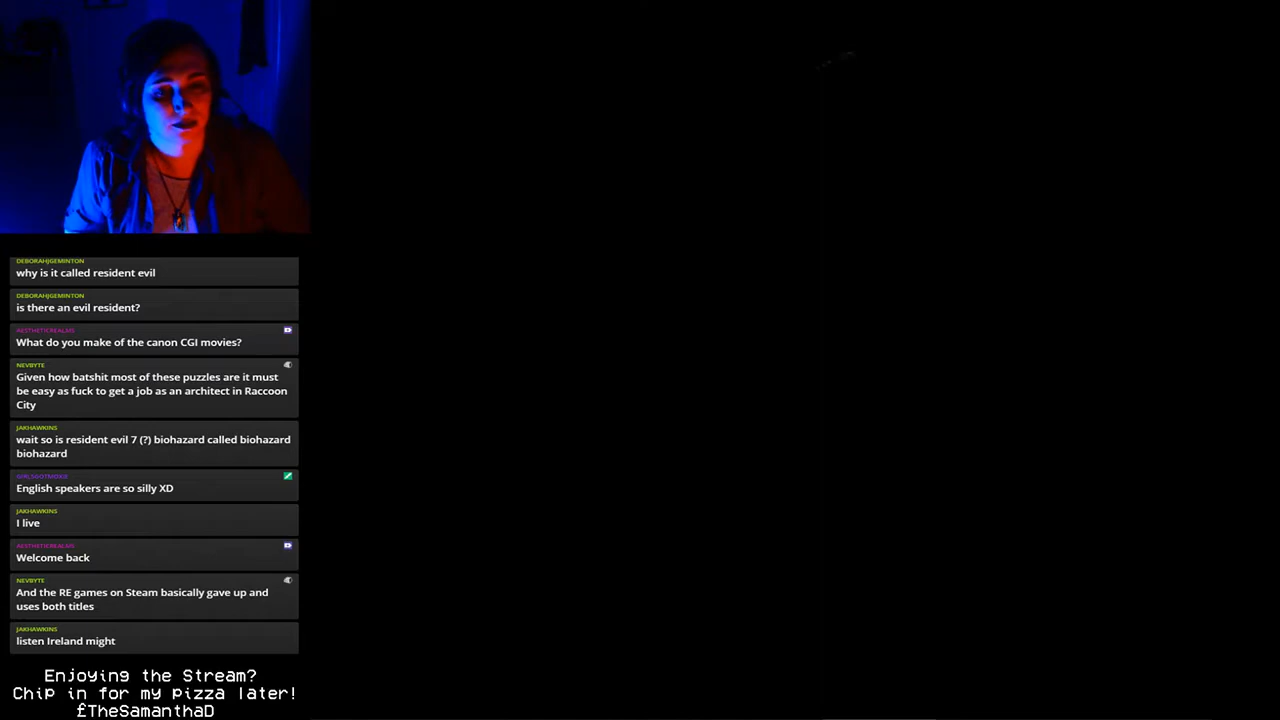 DEBORAHJGEMINTON
why is it called resident evil
DEBORAHJGEMINTON
is there an evil resident?
AESTHETICREALMS
What do you make of the canon CGI movies?
NEVBYTE
Given how batshit most of these puzzles are it must
be easy as fuck to get a job as an architect in Raccoon
City
JAKHAWKINS
wait so is resident evil 7 (?) biohazard called biohazard
biohazard
English speakers are so silly XD
JAKHAWKINS
I live
AESTHETICREALMS
Welcome back
NEVBYTE
And the RE games on Steam basically gave up and
uses both titles
JAKHAWKINS
listen Ireland might
Enjoying the Stream?
Chip in for my pizza later!
£TheSamanthaD